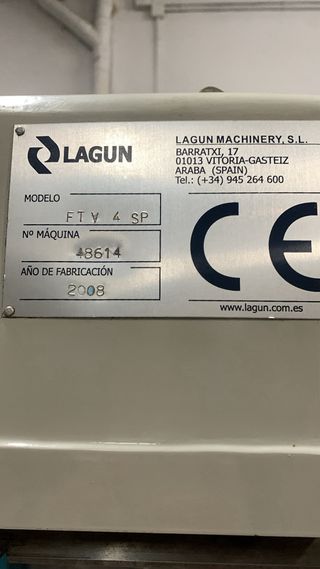 LAGUN
LAGUN MACHINERY, S.L.
BARRATXI, 17
01013 VITORIA-GASTEIZ
ARABA (SPAIN)
Tel.: (+34) 945 264 600
MODELO
FTV 4 SP
Nº MÁQUINA
48614
AÑO DE FABRICACIÓN
2008
CE
www.lagun.com.es